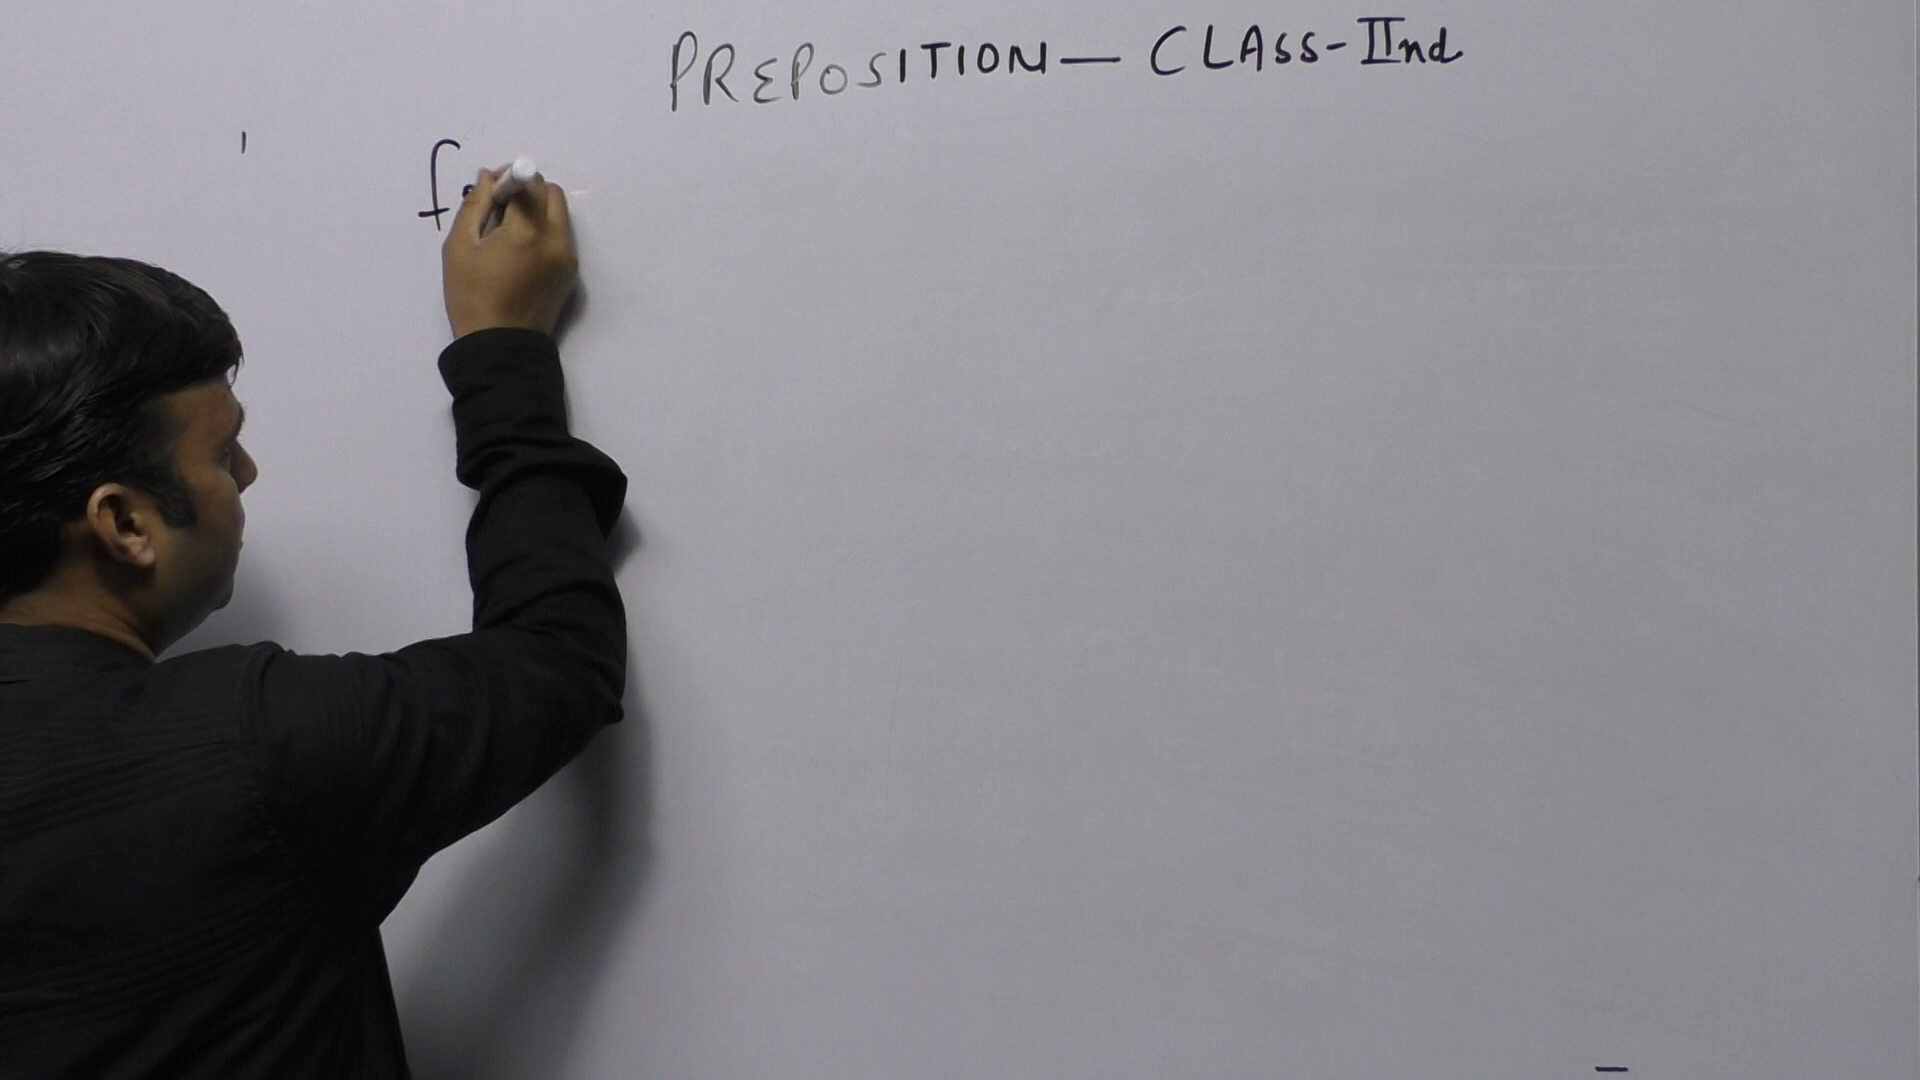 PREPOSITION — CLASS-IInd
f